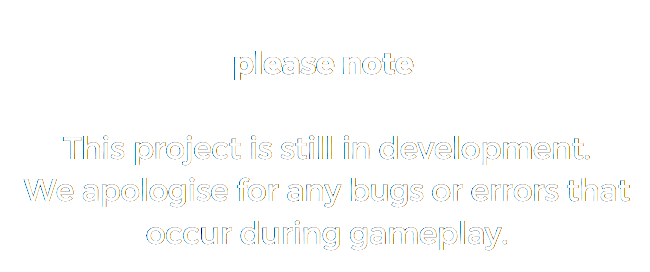 please note
This project is still in development.
We apologise for any bugs or errors that
occur during gameplay.